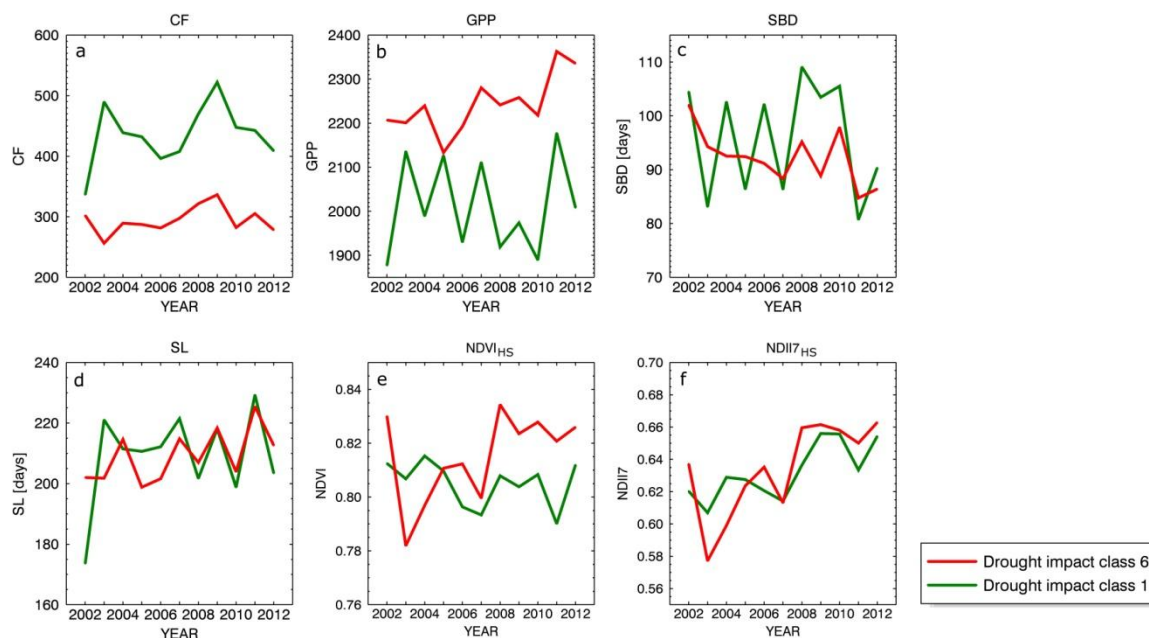 CF
a
CF
600
500
400
300
200
2002 2004 2006 2008 2010 2012
YEAR
GPP
b
GPP
2400
2300
2200
2100
2000
1900
2002 2004 2006 2008 2010 2012
YEAR
SBD
c
SBD [days]
110
100
90
80
70
2002 2004 2006 2008 2010 2012
YEAR
SL
d
SL [days]
240
220
200
180
160
2002 2004 2006 2008 2010 2012
YEAR
NDVIHS
e
NDVI
0.84
0.82
0.80
0.78
0.76
2002 2004 2006 2008 2010 2012
YEAR
NDII7HS
f
NDII7
0.70
0.68
0.66
0.64
0.62
0.60
0.58
0.56
2002 2004 2006 2008 2010 2012
YEAR
Drought impact class 6
Drought impact class 1